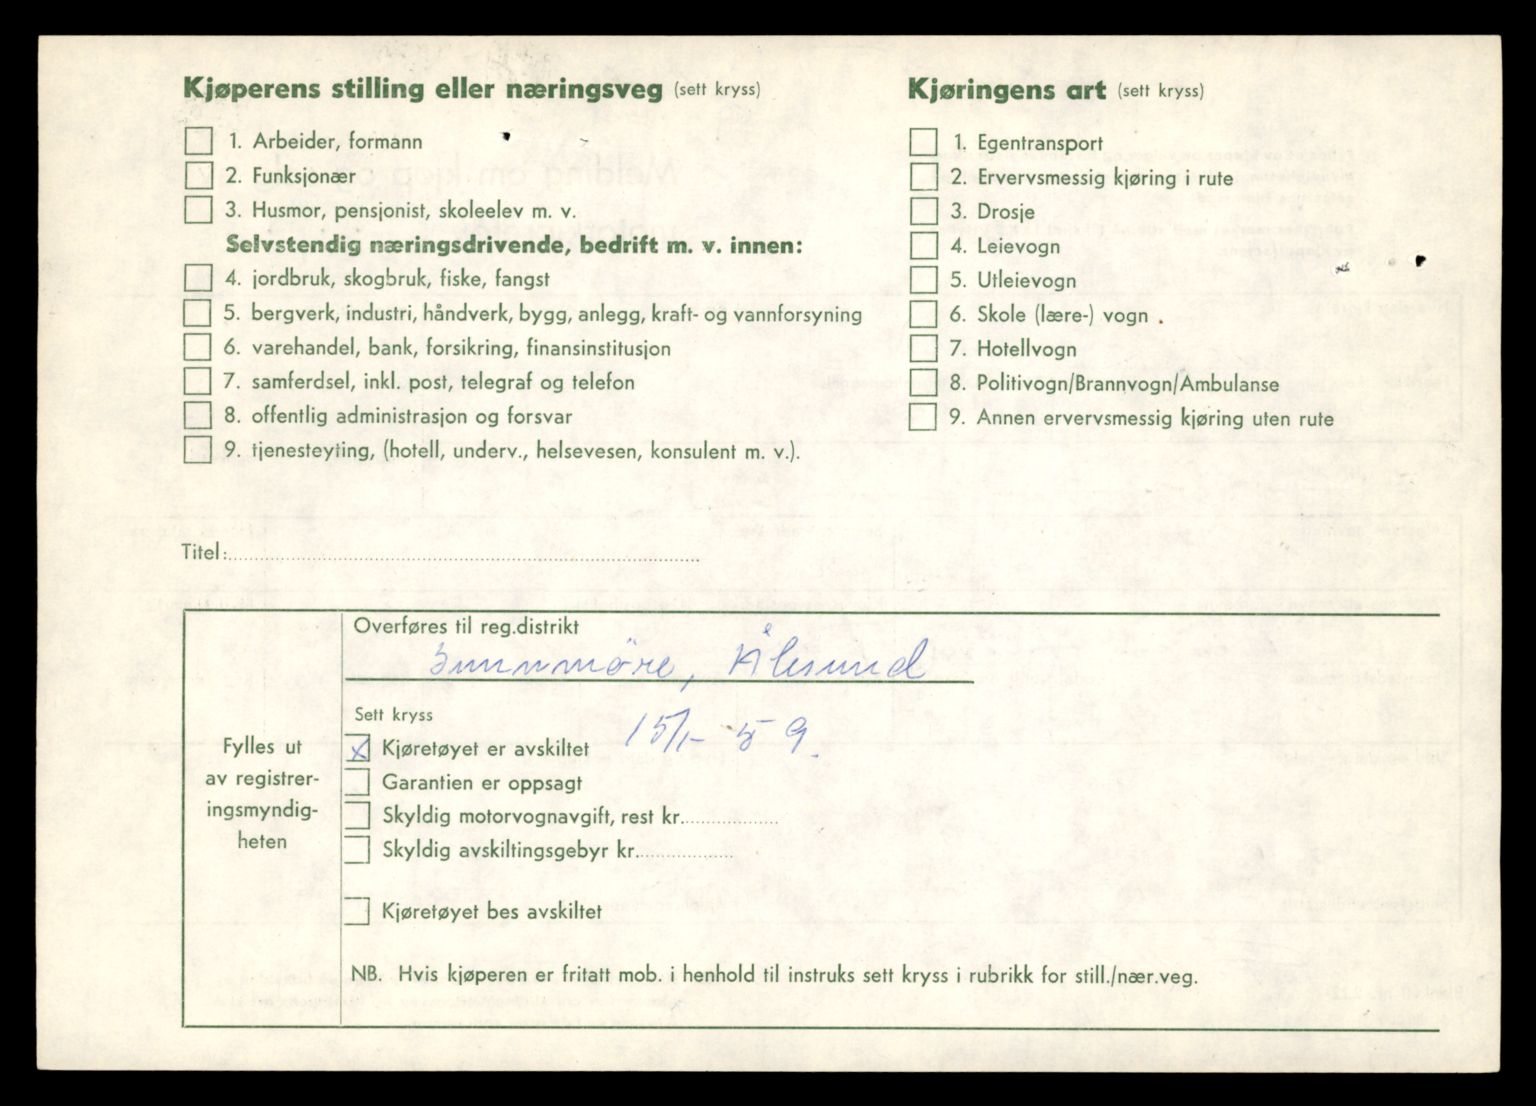 Kjøperens stilling eller næringsveg (sett kryss)
1. Arbeider, formann
2. Funksjonær
3. Husmor, pensjonist, skoleelev m. v.
Selvstendig næringsdrivende, bedrift m. v. innen:
4. jordbruk, skogbruk, fiske, fangst
5. bergverk, industri, håndverk, bygg, anlegg, kraft- og vannforsyning
6. varehandel, bank, forsikring, finansinstitusjon
7. samferdsel, inkl. post, telegraf og telefon
8. offentlig administrasjon og forsvar
9. tjenesteyting, (hotell, underv., helsevesen, konsulent m. v.).
Kjøringens art (sett kryss)
1. Egentransport
2. Ervervsmessig kjøring i rute
3. Drosje
4. Leievogn
5. Utleievogn
6. Skole (lære-) vogn
7. Hotellvogn
8. Politivogn/Brannvogn/Ambulanse
9. Annen ervervsmessig kjøring uten rute
Titel:
Fylles ut
av registrer-
ingsmyndig-
heten
Overføres til reg.distrikt
Sunnmöre, Ålesund
Sett kryss
x Kjøretøyet er avskiltet 15/1-59.
Garantien er oppsagt
Skyldig motorvognavgift, rest kr.
Skyldig avskiltingsgebyr kr.
Kjøretøyet bes avskiltet
NB. Hvis kjøperen er fritatt mob. i henhold til instruks sett kryss i rubrikk for still./nær.veg.